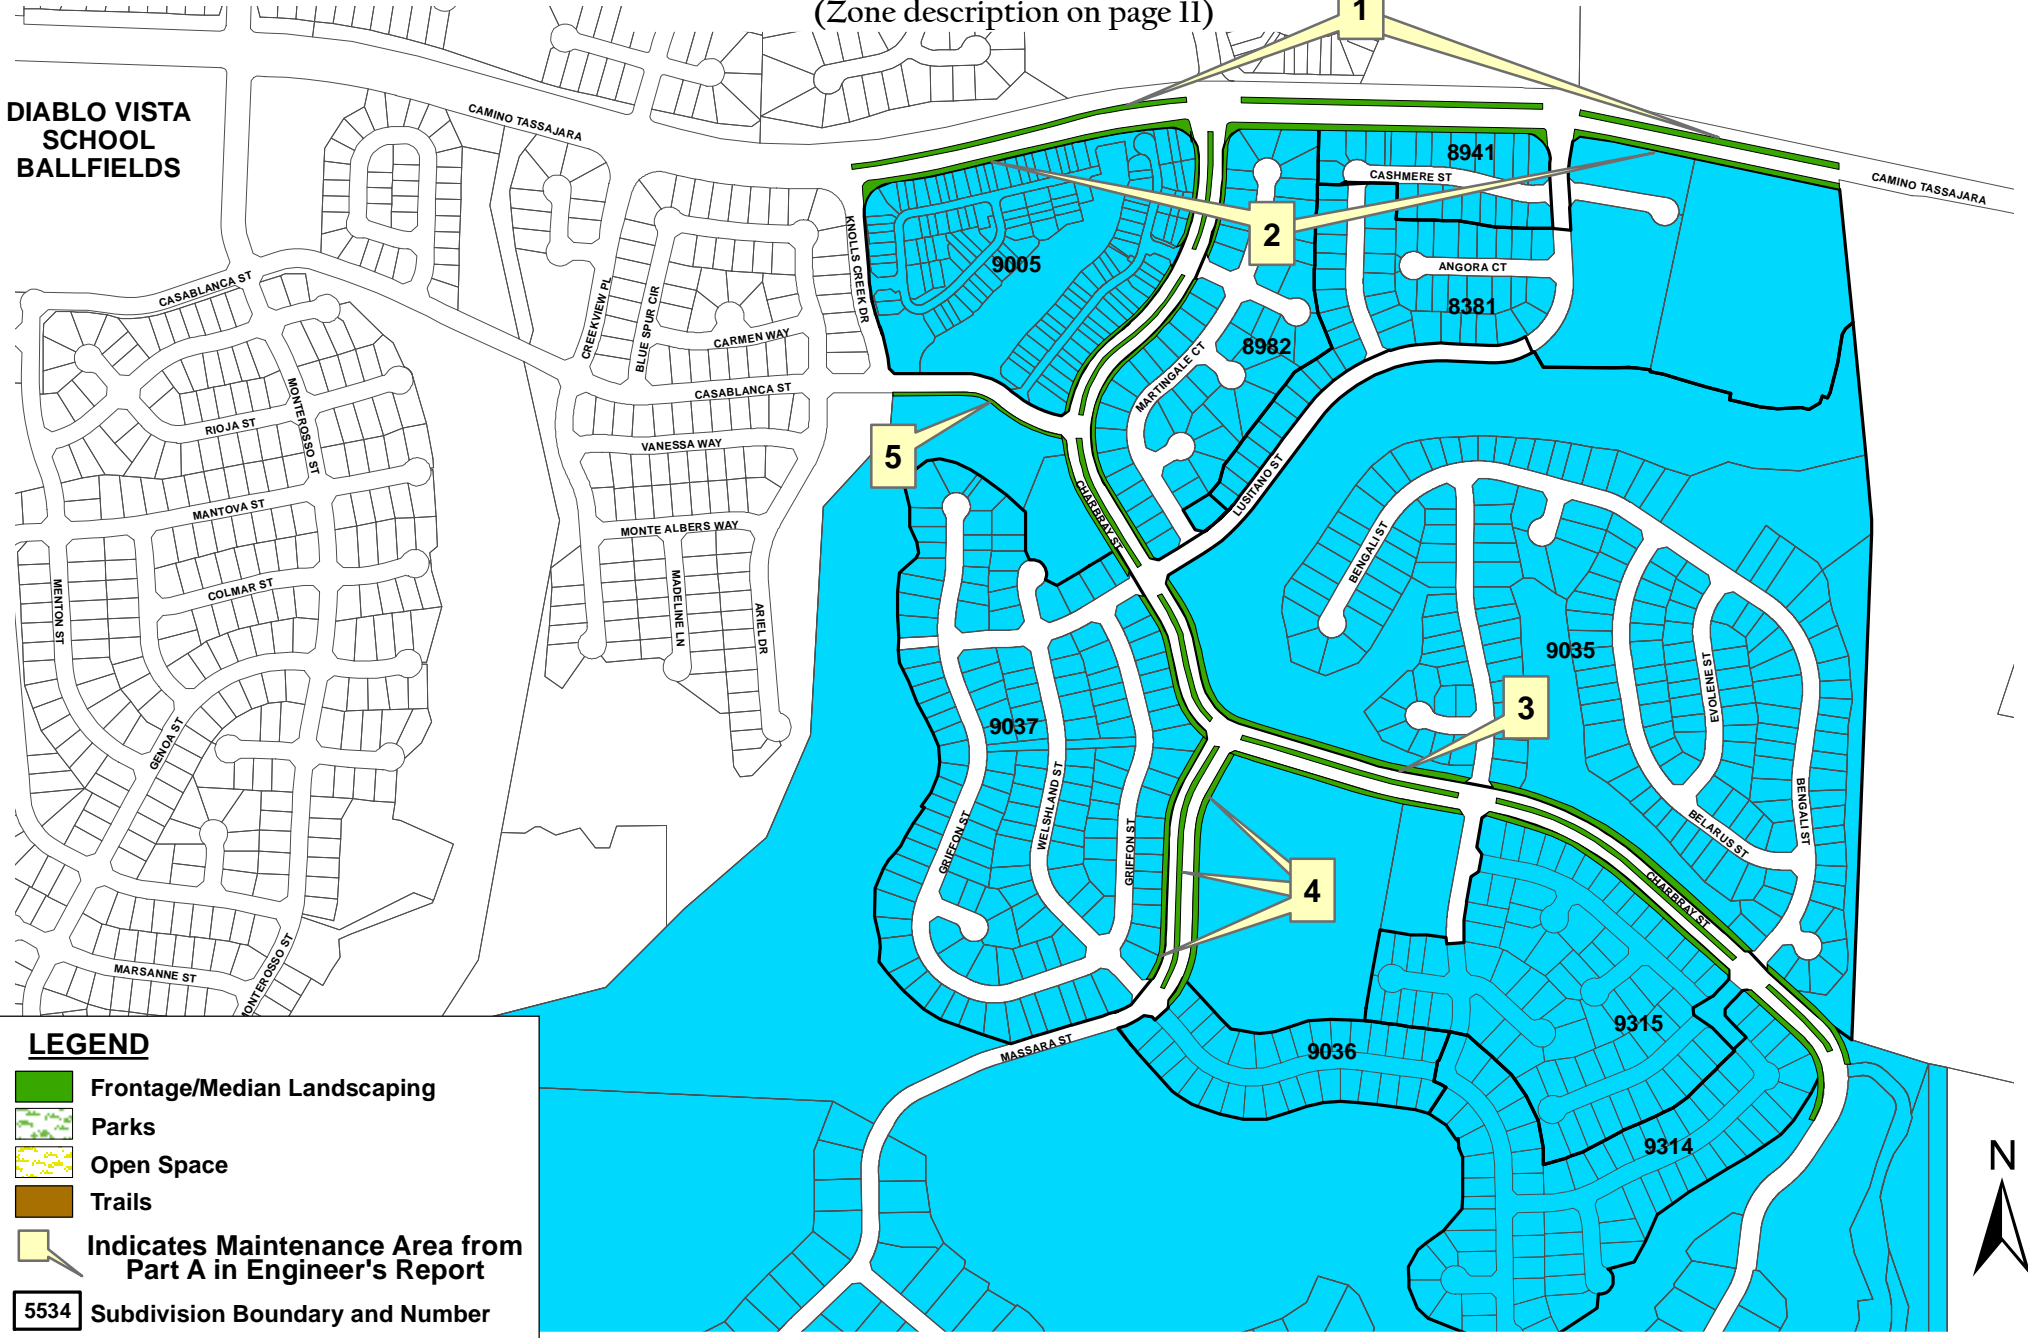 (Zone description on page 11)
1
DIABLO VISTA
SCHOOL
BALLFIELDS
CAMINO TASSAJARA
8941
CASHMERE ST
CAMINO TASSAJARA
2
KNOLLS CREEK DR
9005
ANGORA CT
8381
CASABLANCA ST
CREEKVIEW PL
BLUE SPUR CIR
CARMEN WAY
8982
MARTINGALE CT
CASABLANCA ST
MONTEROSSO ST
RIOJA ST
VANESSA WAY
5
LUSITANO ST
CHARBRAY ST
MANTOVA ST
MONTE ALBERS WAY
BENGALI ST
COLMAR ST
MENTON ST
MADELINE LN
ARIEL DR
9035
EVOLENE ST
3
9037
GENOA ST
WELSHLAND ST
GRIFFON ST
GRIFFON ST
BELARUS ST
BENGALI ST
4
CHARBRAY ST
MARSANNE ST
MONTEROSSO ST
9315
MASSARA ST
9036
9314
LEGEND
Frontage/Median Landscaping
Parks
Open Space
Trails
Indicates Maintenance Area from
Part A in Engineer's Report
5534 Subdivision Boundary and Number
N